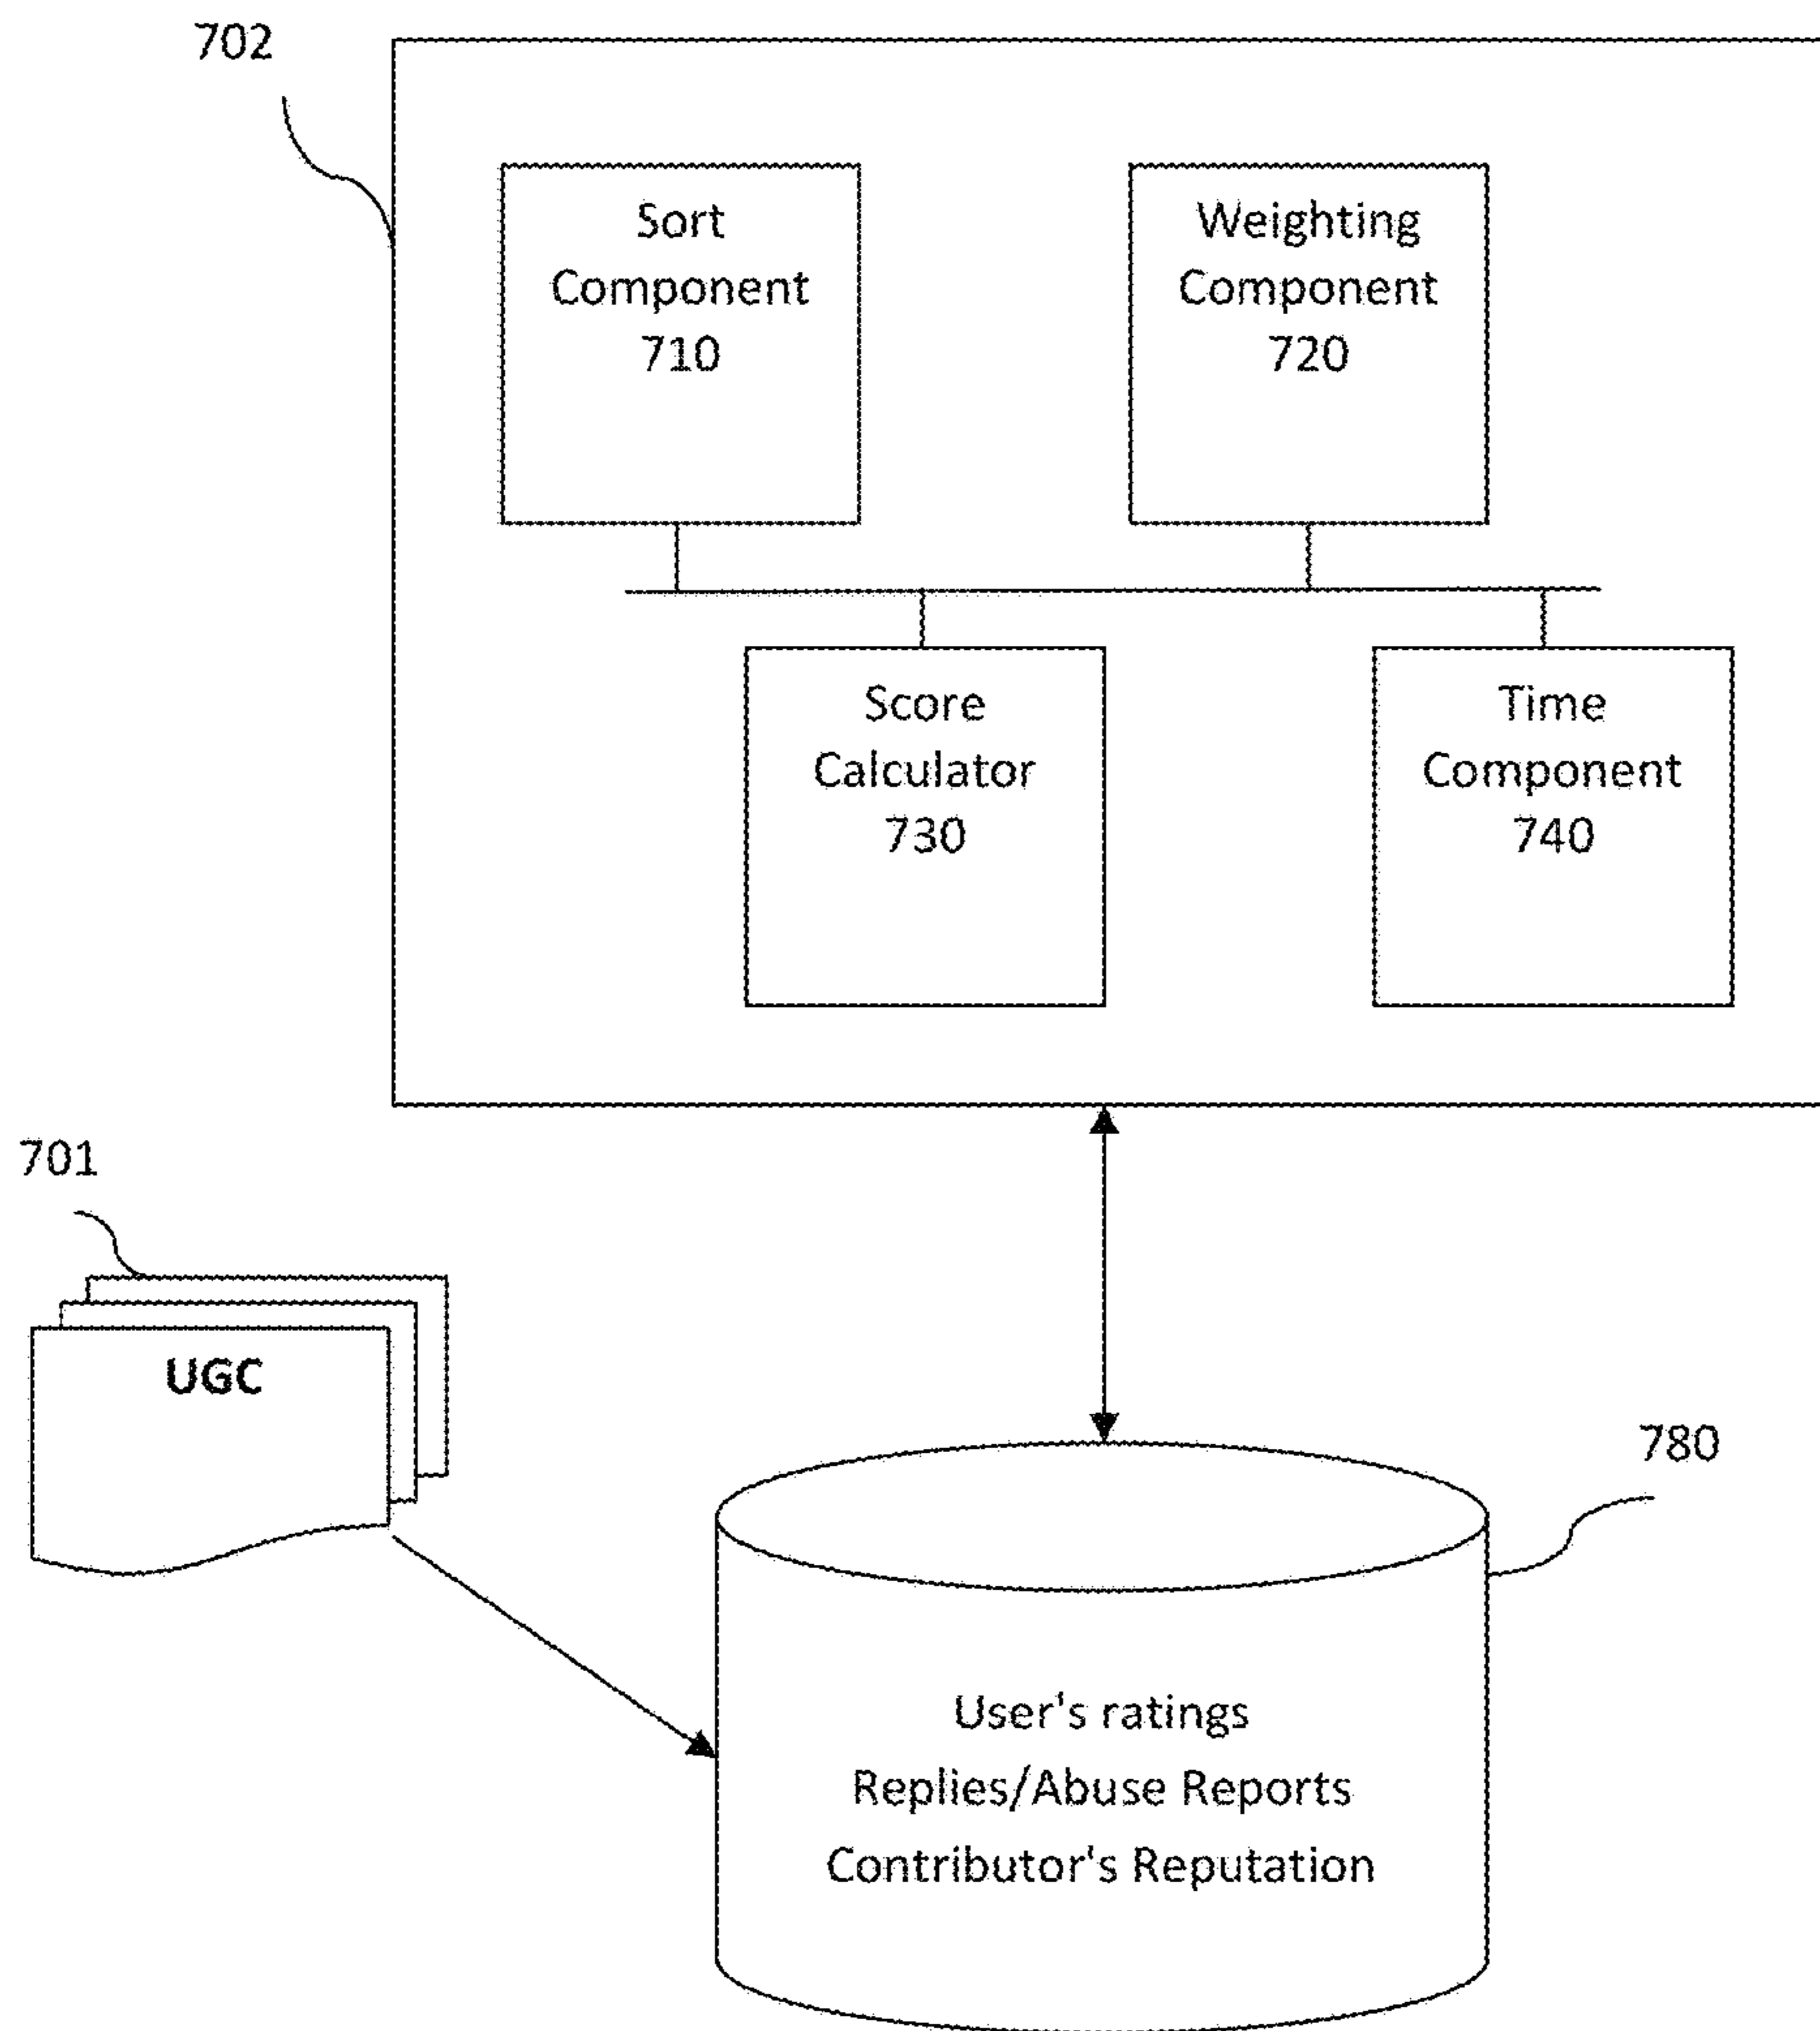 702
Sort
Component
710
Weighting
Component
720
Score
Calculator
730
Time
Component
740
701
UGC
780
User's ratings
Replies/Abuse Reports
Contributor's Reputation